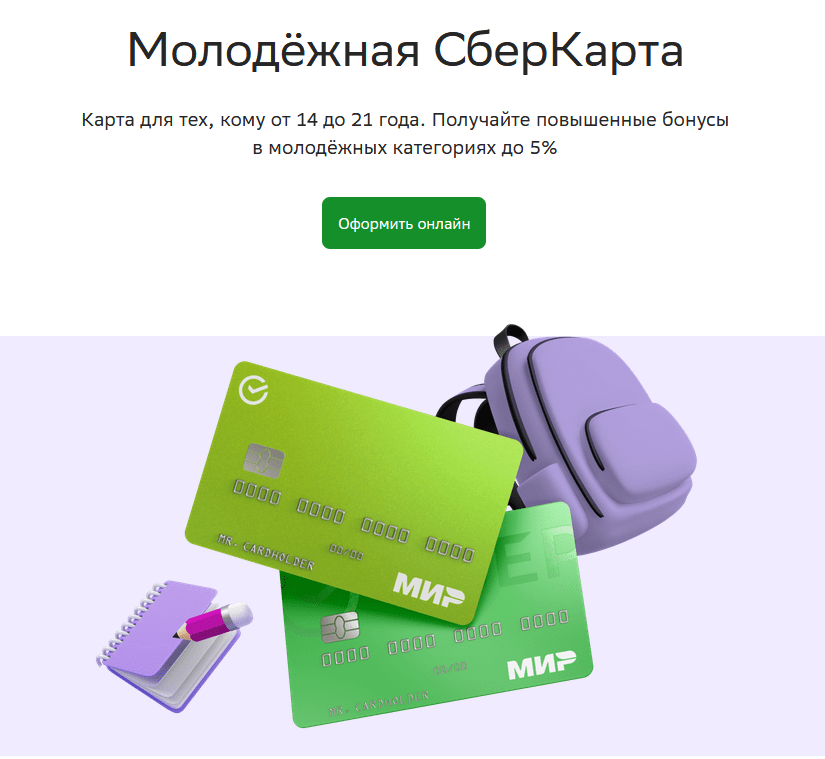 Молодёжная СберКарта
Карта для тех, кому от 14 до 21 года. Получайте повышенные бонусы
в молодёжных категориях до 5%
Оформить онлайн
0000 0000 0000 0000
MR. CARDHOLDER 00/00
МИР
0000 0000 0000 0000
00/00
МИР
MR. CARDHOLDER